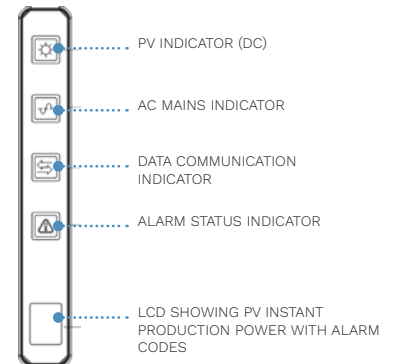 PV INDICATOR (DC)
AC MAINS INDICATOR
DATA COMMUNICATION
INDICATOR
ALARM STATUS INDICATOR
LCD SHOWING PV INSTANT
PRODUCTION POWER WITH ALARM
CODES